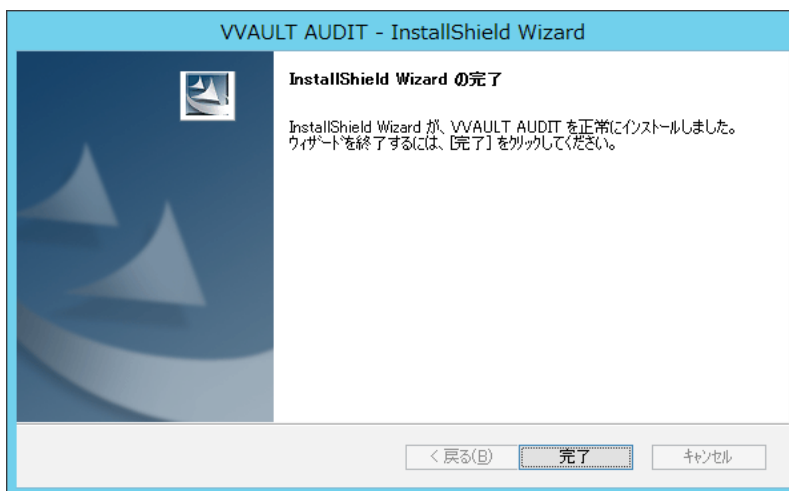 VVAULT AUDIT - InstallShield Wizard
InstallShield Wizard の完了
InstallShield Wizard が、VVAULT AUDIT を正常にインストールしました。
ウィザードを終了するには、[完了] をクリックしてください。
< 戻る(B)
完了
キャンセル